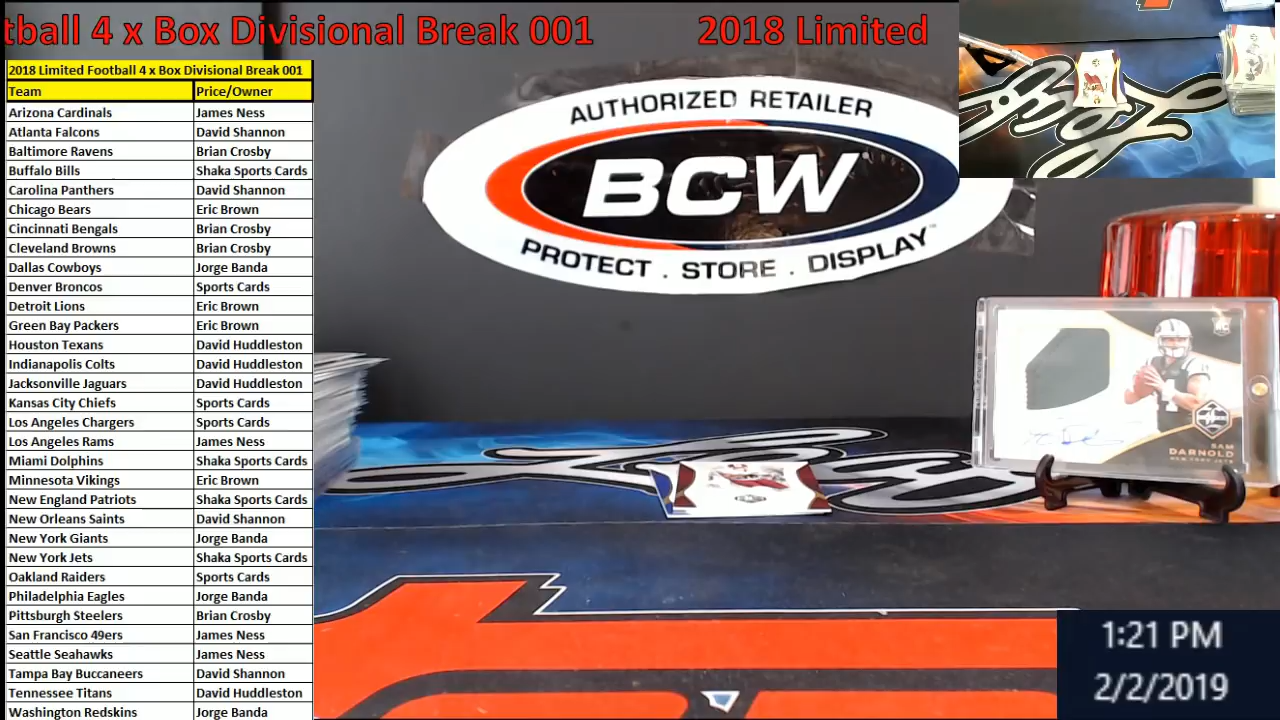 tball 4 x Box Divisional Break 001 2018 Limited
2018 Limited Football 4 x Box Divisional Break 001
Team Price/Owner
Arizona Cardinals James Ness
Atlanta Falcons David Shannon
Baltimore Ravens Brian Crosby
Buffalo Bills Shaka Sports Cards
Carolina Panthers David Shannon
Chicago Bears Eric Brown
Cincinnati Bengals Brian Crosby
Cleveland Browns Brian Crosby
Dallas Cowboys Jorge Banda
Denver Broncos Sports Cards
Detroit Lions Eric Brown
Green Bay Packers Eric Brown
Houston Texans David Huddleston
Indianapolis Colts David Huddleston
Jacksonville Jaguars David Huddleston
Kansas City Chiefs Sports Cards
Los Angeles Chargers Sports Cards
Los Angeles Rams James Ness
Miami Dolphins Shaka Sports Cards
Minnesota Vikings Eric Brown
New England Patriots Shaka Sports Cards
New Orleans Saints David Shannon
New York Giants Jorge Banda
New York Jets Shaka Sports Cards
Oakland Raiders Sports Cards
Philadelphia Eagles Jorge Banda
Pittsburgh Steelers Brian Crosby
San Francisco 49ers James Ness
Seattle Seahawks James Ness
Tampa Bay Buccaneers David Shannon
Tennessee Titans David Huddleston
Washington Redskins Jorge Banda
AUTHORIZED RETAILER
BCW
PROTECT . STORE . DISPLAY
RC
SAM
DARNOLD
NEW YORK JETS
1:21 PM
2/2/2019